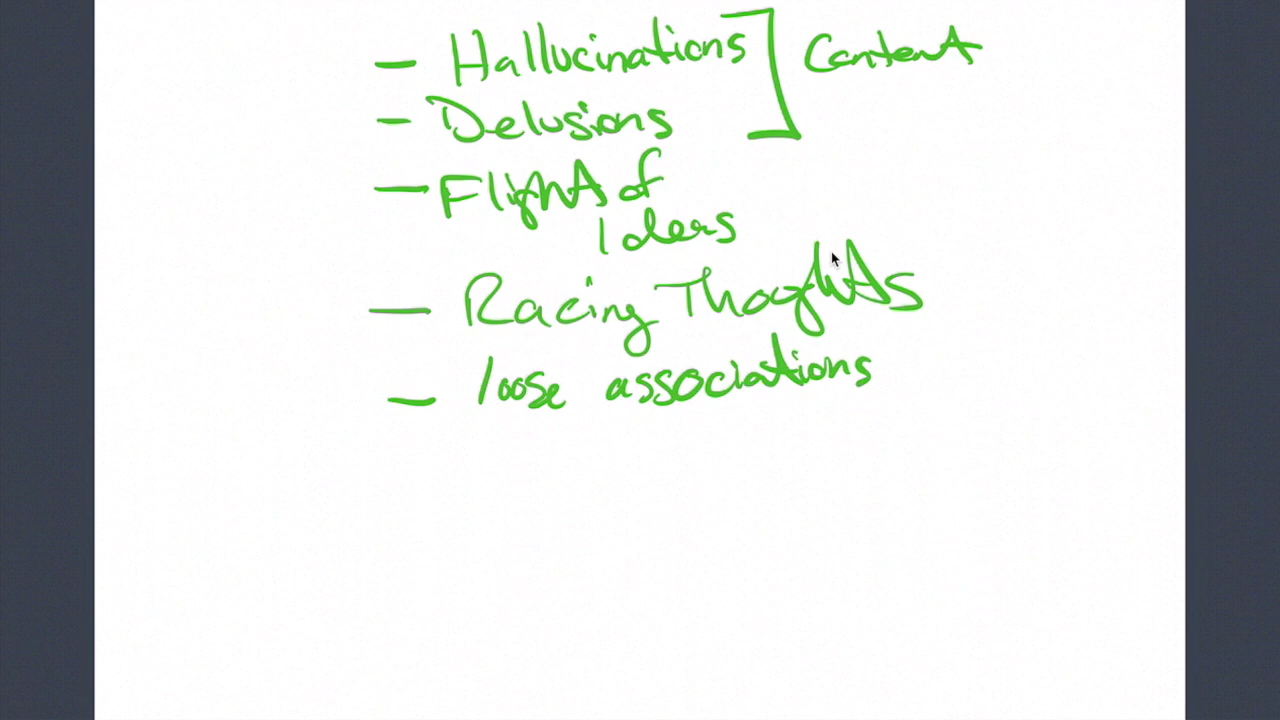 - Hallucinations ] Content
- Delusions
- Flight of
Ideas
- Racing Thoughts
- loose associations